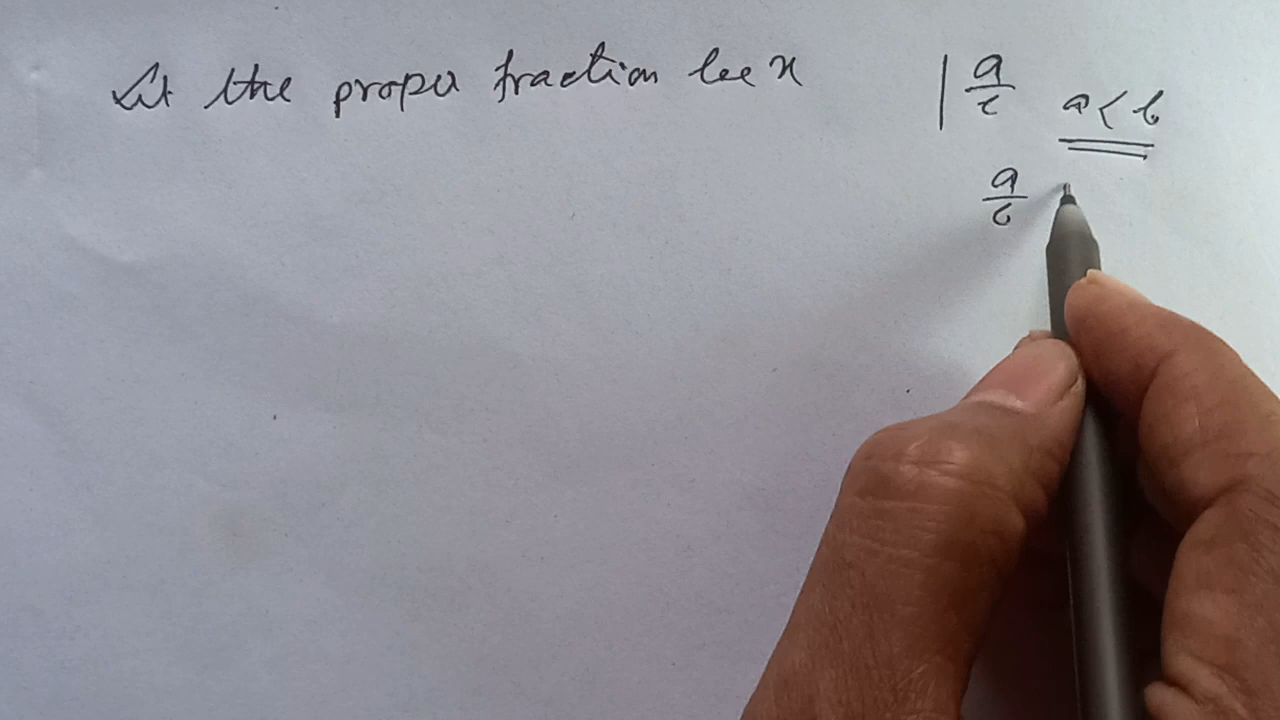 Let the proper fraction be x
| a/b a < b
a/b